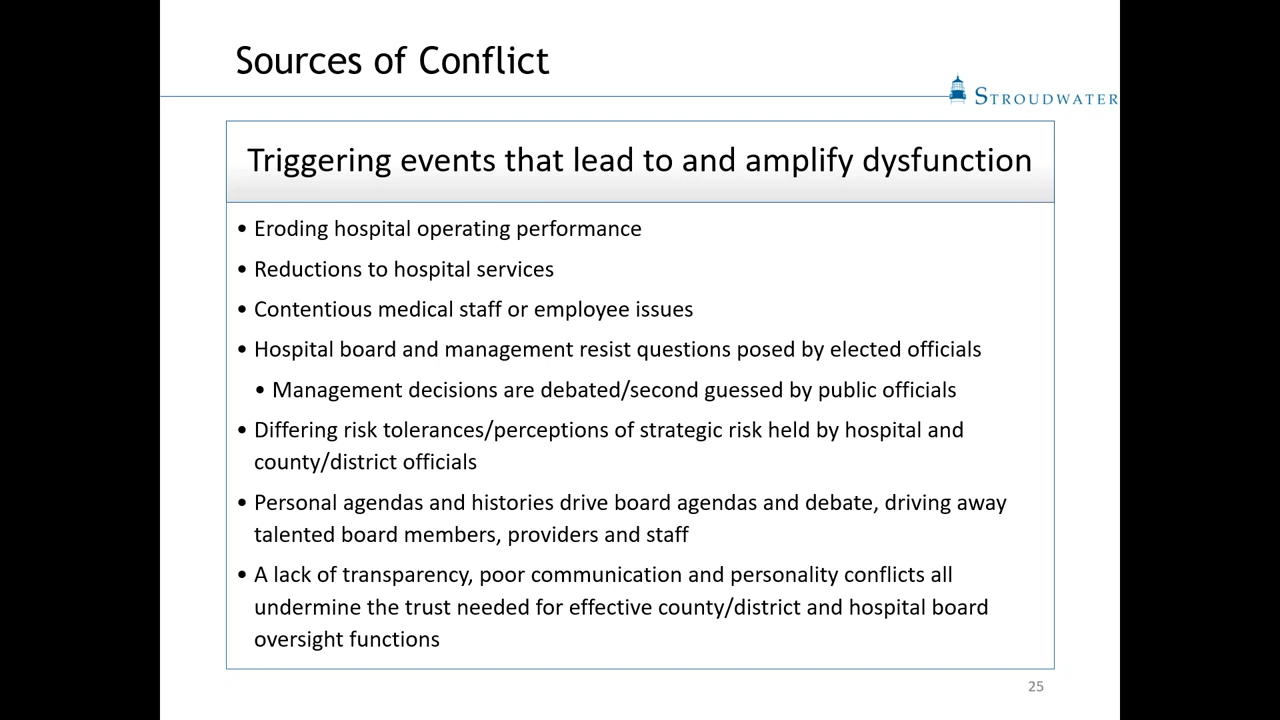 Sources of Conflict
STROUDWATER
Triggering events that lead to and amplify dysfunction
• Eroding hospital operating performance
• Reductions to hospital services
• Contentious medical staff or employee issues
• Hospital board and management resist questions posed by elected officials
• Management decisions are debated/second guessed by public officials
• Differing risk tolerances/perceptions of strategic risk held by hospital and
county/district officials
• Personal agendas and histories drive board agendas and debate, driving away
talented board members, providers and staff
• A lack of transparency, poor communication and personality conflicts all
undermine the trust needed for effective county/district and hospital board
oversight functions
25